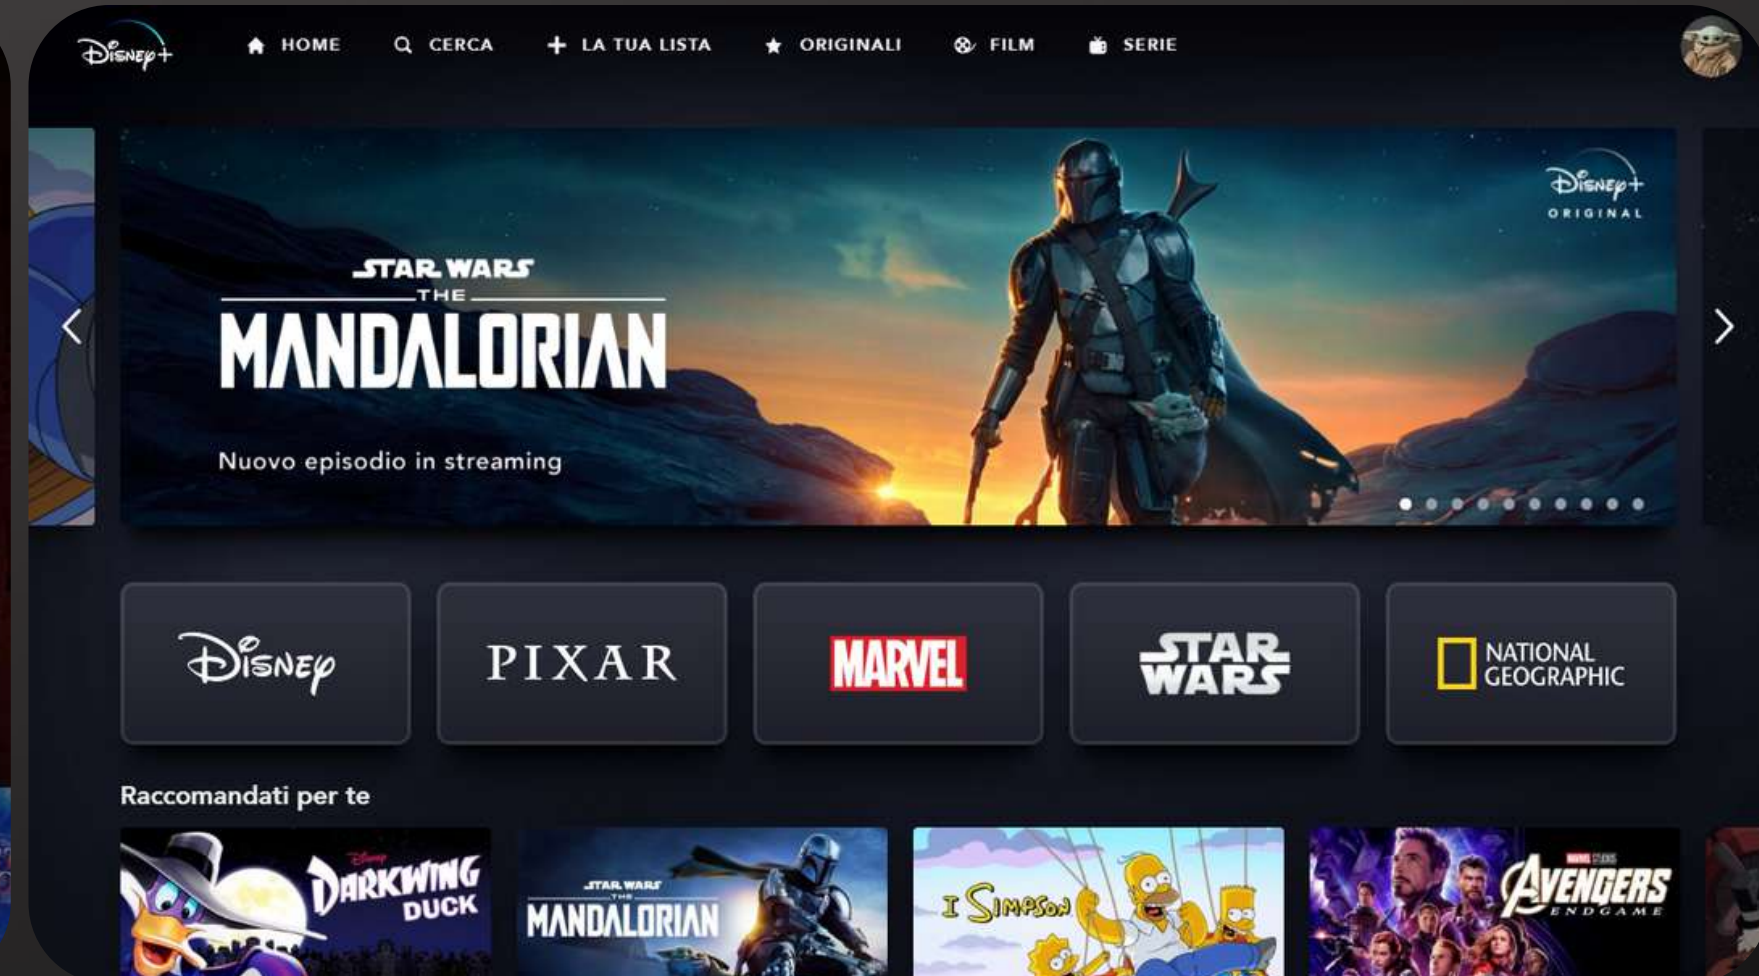 Disney+
HOME
CERCA
LA TUA LISTA
ORIGINALI
FILM
SERIE
Disney+
ORIGINAL
STAR WARS
THE
MANDALORIAN
Nuovo episodio in streaming
Disney
PIXAR
MARVEL
STAR
WARS
NATIONAL
GEOGRAPHIC
Raccomandati per te
Disney
DARKWING
DUCK
STAR WARS
THE
MANDALORIAN
I SIMPSON
MARVEL STUDIOS
AVENGERS
ENDGAME